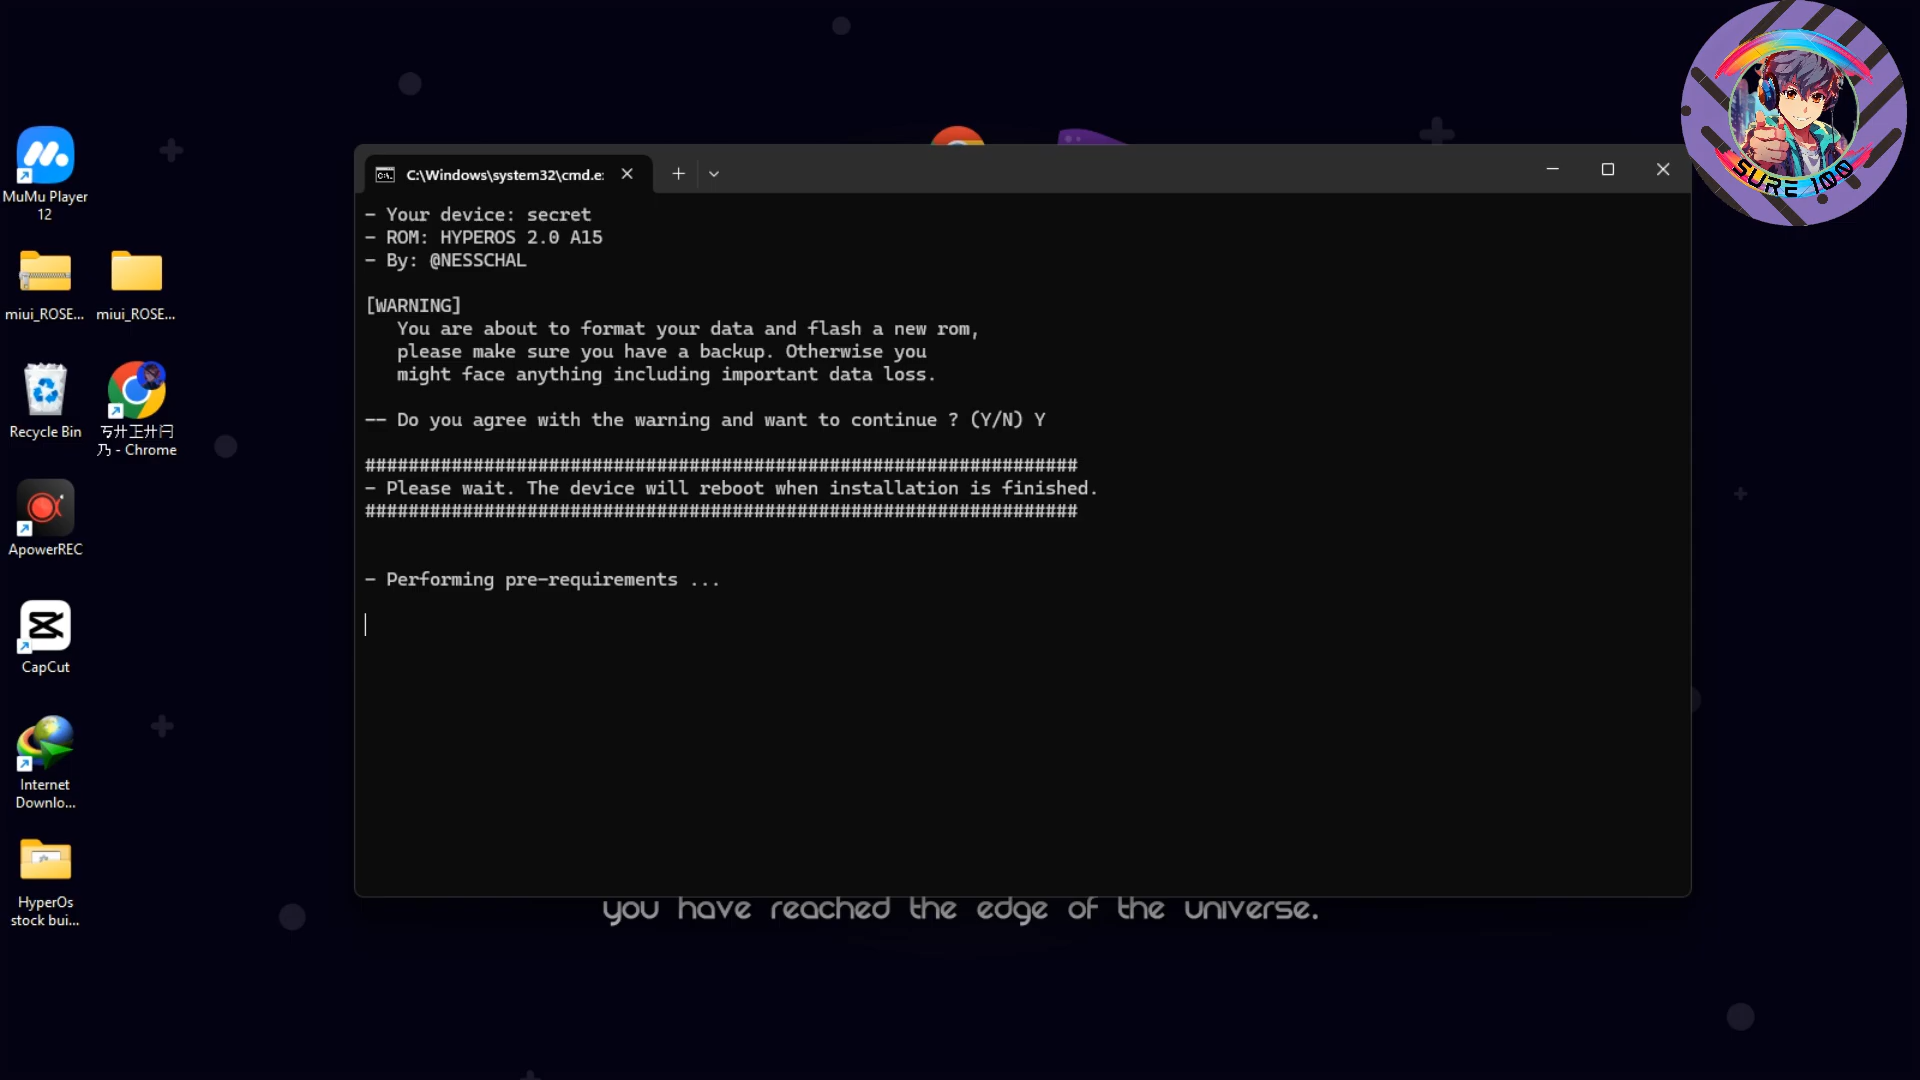 SURE 100
MuMu Player
12
miui_ROSE...
miui_ROSE...
Recycle Bin
ㄎ卄工卄闩
乃 - Chrome
ApowerREC
CapCut
Internet
Downlo...
HyperOs
stock bui...
C:\Windows\system32\cmd.e:
- Your device: secret
- ROM: HYPEROS 2.0 A15
- By: @NESSCHAL
[WARNING]
You are about to format your data and flash a new rom,
please make sure you have a backup. Otherwise you
might face anything including important data loss.
-- Do you agree with the warning and want to continue ? (Y/N) Y
##################################################################
- Please wait. The device will reboot when installation is finished.
##################################################################
- Performing pre-requirements ...
you have reached the edge of the universe.